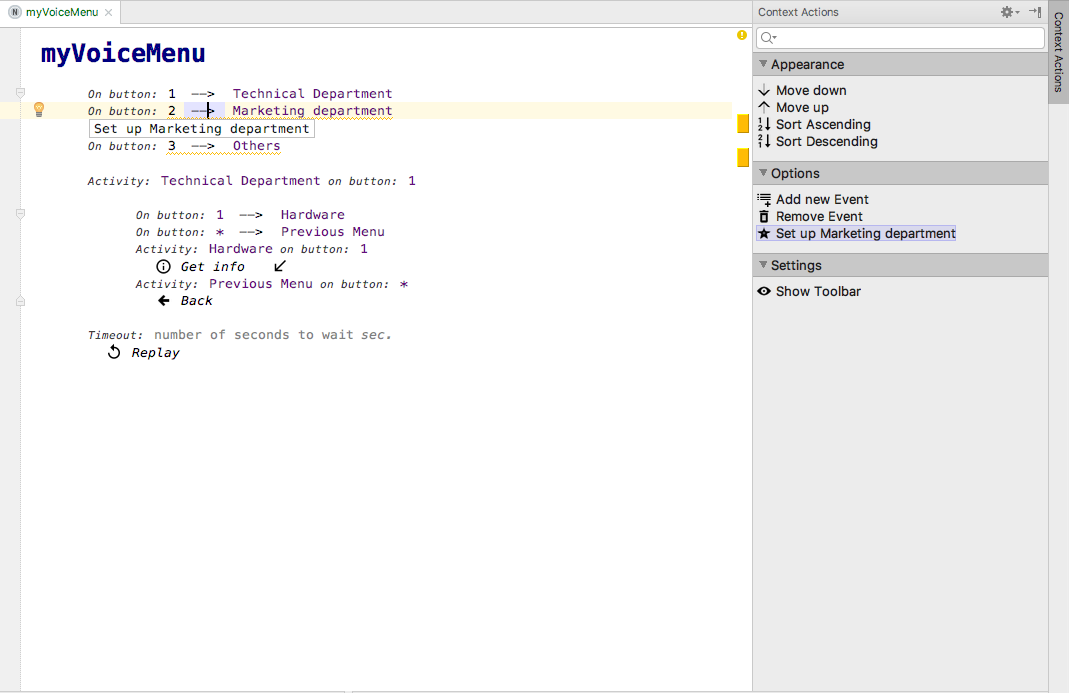 N myVoiceMenu
myVoiceMenu
On button: 1 --> Technical Department
On button: 2 --> Marketing department
Set up Marketing department
On button: 3 --> Others
Activity: Technical Department on button: 1
On button: 1 --> Hardware
On button: * --> Previous Menu
Activity: Hardware on button: 1
Get info
Activity: Previous Menu on button: *
Back
Timeout: number of seconds to wait sec.
Replay
Context Actions
Appearance
Move down
Move up
Sort Ascending
Sort Descending
Options
Add new Event
Remove Event
Set up Marketing department
Settings
Show Toolbar
Context Actions